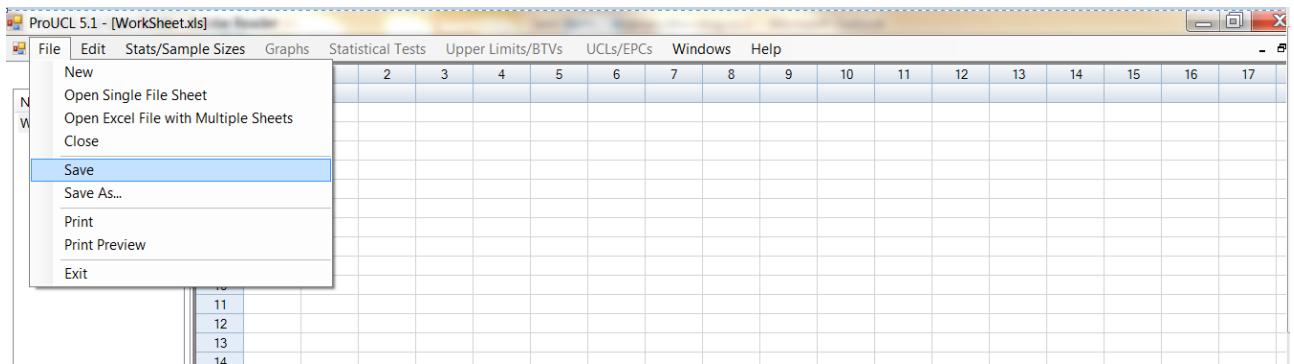 ProUCL 5.1 - [WorkSheet.xls]
File Edit Stats/Sample Sizes Graphs Statistical Tests Upper Limits/BTVs UCLs/EPCs Windows Help
New
Open Single File Sheet
Open Excel File with Multiple Sheets
Close
Save
Save As...
Print
Print Preview
Exit
2 3 4 5 6 7 8 9 10 11 12 13 14 15 16 17
N
W
10
11
12
13
14